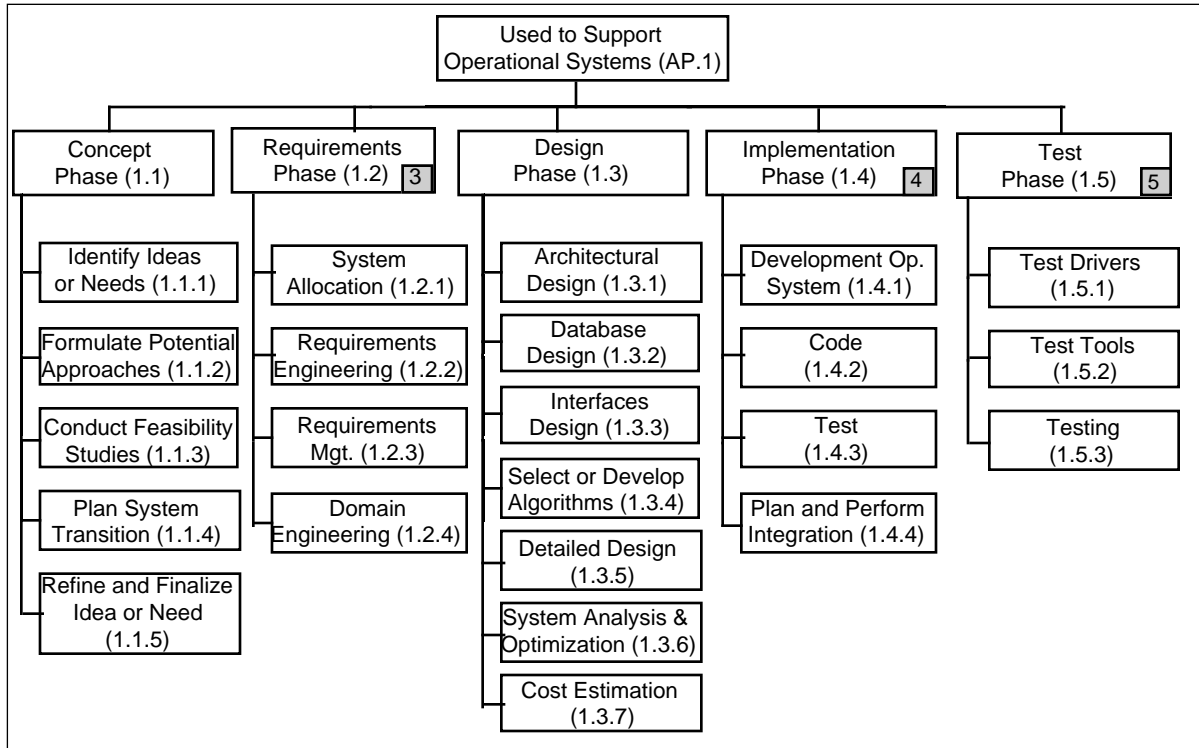 Used to Support
Operational Systems (AP.1)
Concept
Phase (1.1)
Requirements
Phase (1.2)
3
Design
Phase (1.3)
Implementation
Phase (1.4)
4
Test
Phase (1.5)
5
Identify Ideas
or Needs (1.1.1)
Formulate Potential
Approaches (1.1.2)
Conduct Feasibility
Studies (1.1.3)
Plan System
Transition (1.1.4)
Refine and Finalize
Idea or Need
(1.1.5)
System
Allocation (1.2.1)
Requirements
Engineering (1.2.2)
Requirements
Mgt. (1.2.3)
Domain
Engineering (1.2.4)
Architectural
Design (1.3.1)
Database
Design (1.3.2)
Interfaces
Design (1.3.3)
Select or Develop
Algorithms (1.3.4)
Detailed Design
(1.3.5)
System Analysis &
Optimization (1.3.6)
Cost Estimation
(1.3.7)
Development Op.
System (1.4.1)
Code
(1.4.2)
Test
(1.4.3)
Plan and Perform
Integration (1.4.4)
Test Drivers
(1.5.1)
Test Tools
(1.5.2)
Testing
(1.5.3)